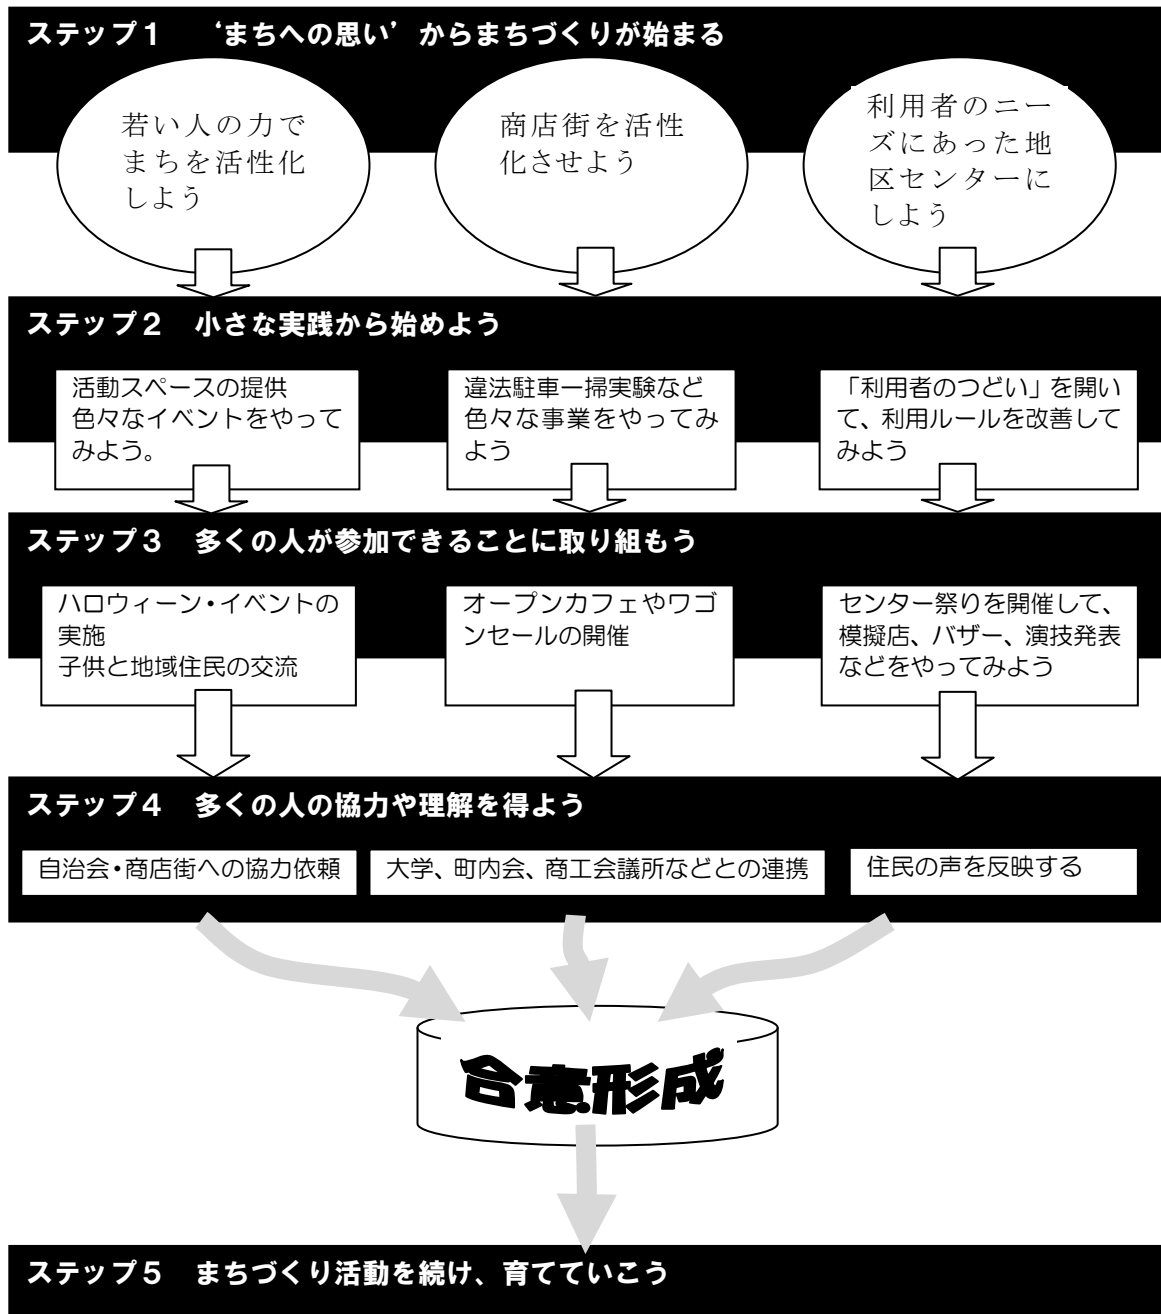 ステップ１　‘まちへの思い’からまちづくりが始まる
若い人の力で
まちを活性化
しよう
商店街を活性
化させよう
利用者のニー
ズにあった地
区センターに
しよう
ステップ２　小さな実践から始めよう
活動スペースの提供
色々なイベントをやって
みよう。
違法駐車一掃実験など
色々な事業をやってみ
よう
「利用者のつどい」を開い
て、利用ルールを改善して
みよう
ステップ３　多くの人が参加できることに取り組もう
ハロウィーン・イベントの
実施
子供と地域住民の交流
オープンカフェやワゴ
ンセールの開催
センター祭りを開催して、
模擬店、バザー、演技発表
などをやってみよう
ステップ４　多くの人の協力や理解を得よう
自治会・商店街への協力依頼
大学、町内会、商工会議所などとの連携
住民の声を反映する
合意形成
ステップ５　まちづくり活動を続け、育てていこう